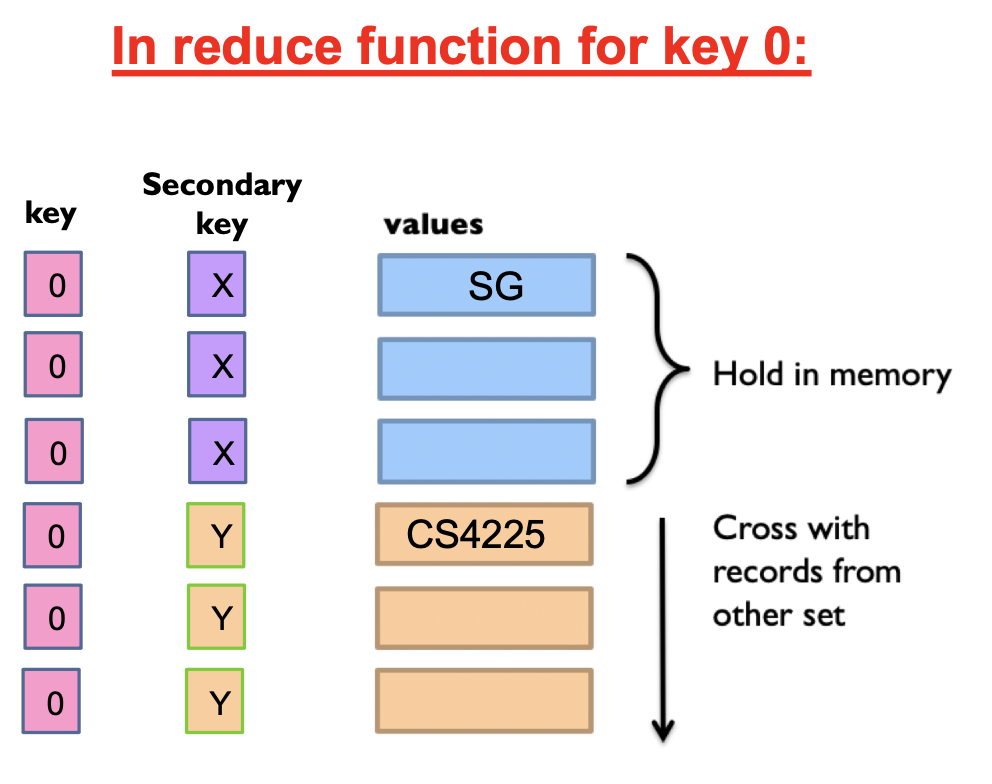 In reduce function for key 0:
key
Secondary
key
values
0 X SG
0 X
0 X
Hold in memory
0 Y CS4225
0 Y
0 Y
Cross with
records from
other set